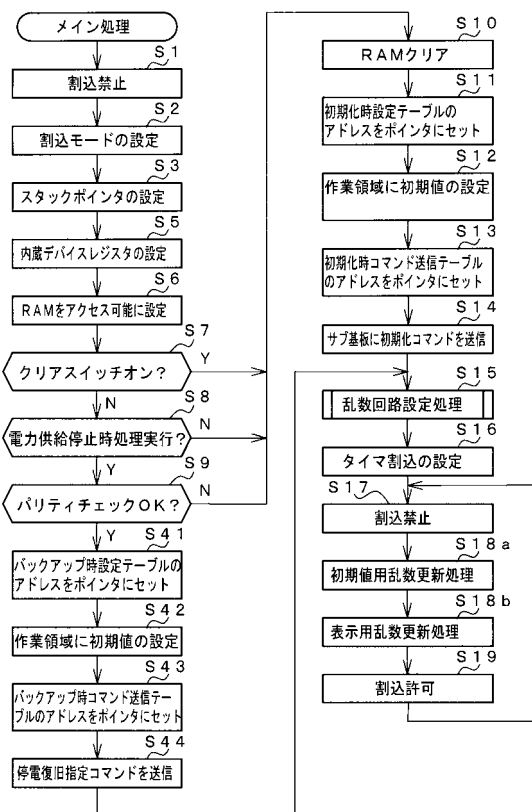 メイン処理
S1
割込禁止
S2
割込モードの設定
S3
スタックポインタの設定
S5
内蔵デバイスレジスタの設定
S6
RAMをアクセス可能に設定
S7
クリアスイッチオン?
Y
N
S8
電力供給停止時処理実行?
N
Y
S9
パリティチェックOK?
N
Y
S41
バックアップ時設定テーブルの
アドレスをポインタにセット
S42
作業領域に初期値の設定
S43
バックアップ時コマンド送信テー
ブルのアドレスをポインタにセット
S44
停電復旧指定コマンドを送信
S10
RAMクリア
S11
初期化時設定テーブルの
アドレスをポインタにセット
S12
作業領域に初期値の設定
S13
初期化時コマンド送信テーブル
のアドレスをポインタにセット
S14
サブ基板に初期化コマンドを送信
S15
乱数回路設定処理
S16
タイマ割込の設定
S17
割込禁止
S18a
初期値用乱数更新処理
S18b
表示用乱数更新処理
S19
割込許可